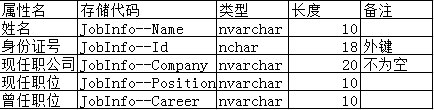 属性名 存储代码 类型 长度 备注
姓名 JobInfo--Name nvarchar 10
身份证号 JobInfo--Id nchar 18 外键
现任职公司 JobInfo--Company nvarchar 20 不为空
现任职位 JobInfo--Position nvarchar 10
曾任职位 JobInfo--Career nvarchar 10